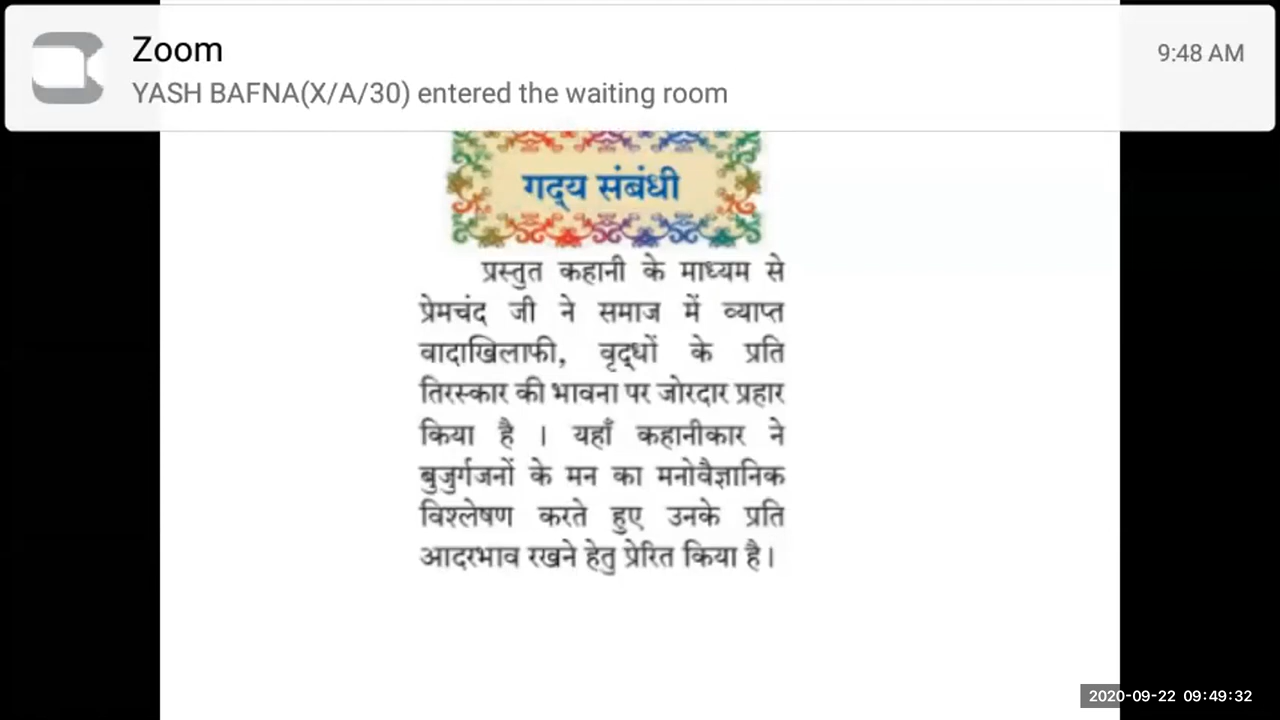 Zoom
9:48 AM
YASH BAFNA(X/A/30) entered the waiting room
गद्य संबंधी
प्रस्तुत कहानी के माध्यम से
प्रेमचंद जी ने समाज में व्याप्त
वादाखिलाफी, वृद्धों के प्रति
तिरस्कार की भावना पर जोरदार प्रहार
किया है । यहाँ कहानीकार ने
बुजुर्गजनों के मन का मनोवैज्ञानिक
विश्लेषण करते हुए उनके प्रति
आदरभाव रखने हेतु प्रेरित किया है।
2020-09-22 09:49:32